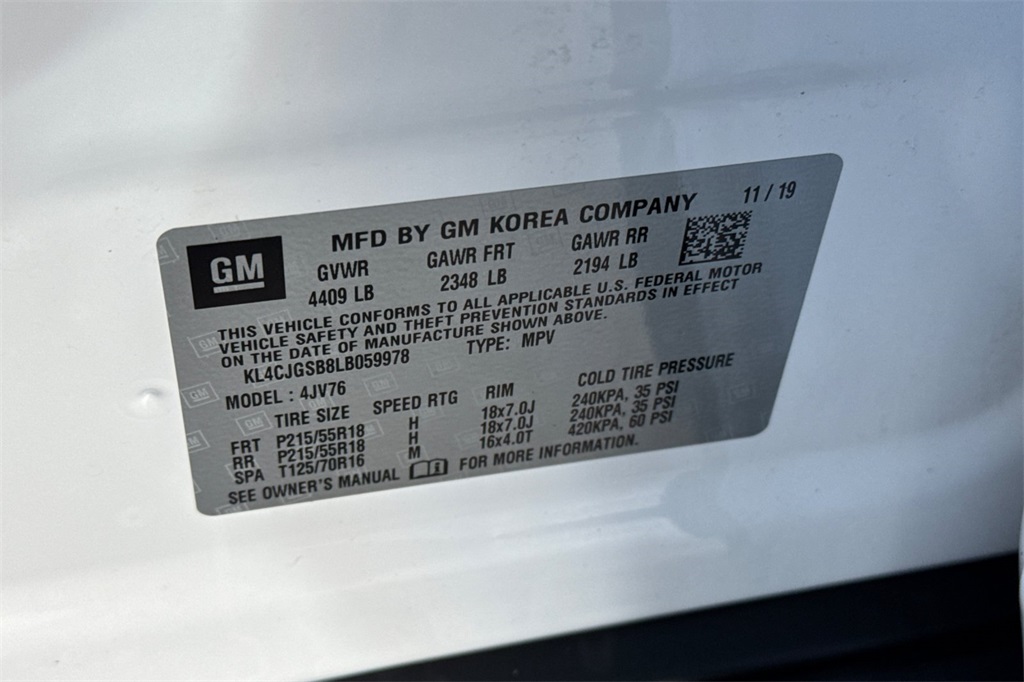 GM
MFD BY GM KOREA COMPANY 11 / 19
GVWR GAWR FRT GAWR RR
4409 LB 2348 LB 2194 LB
THIS VEHICLE CONFORMS TO ALL APPLICABLE U.S. FEDERAL MOTOR
VEHICLE SAFETY AND THEFT PREVENTION STANDARDS IN EFFECT
ON THE DATE OF MANUFACTURE SHOWN ABOVE.
KL4CJGSB8LB059978 TYPE: MPV
MODEL : 4JV76
TIRE SIZE SPEED RTG RIM COLD TIRE PRESSURE
FRT P215/55R18 H 18x7.0J 240KPA, 35 PSI
RR P215/55R18 H 18x7.0J 240KPA, 35 PSI
SPA T125/70R16 M 16x4.0T 420KPA, 60 PSI
SEE OWNER'S MANUAL FOR MORE INFORMATION.